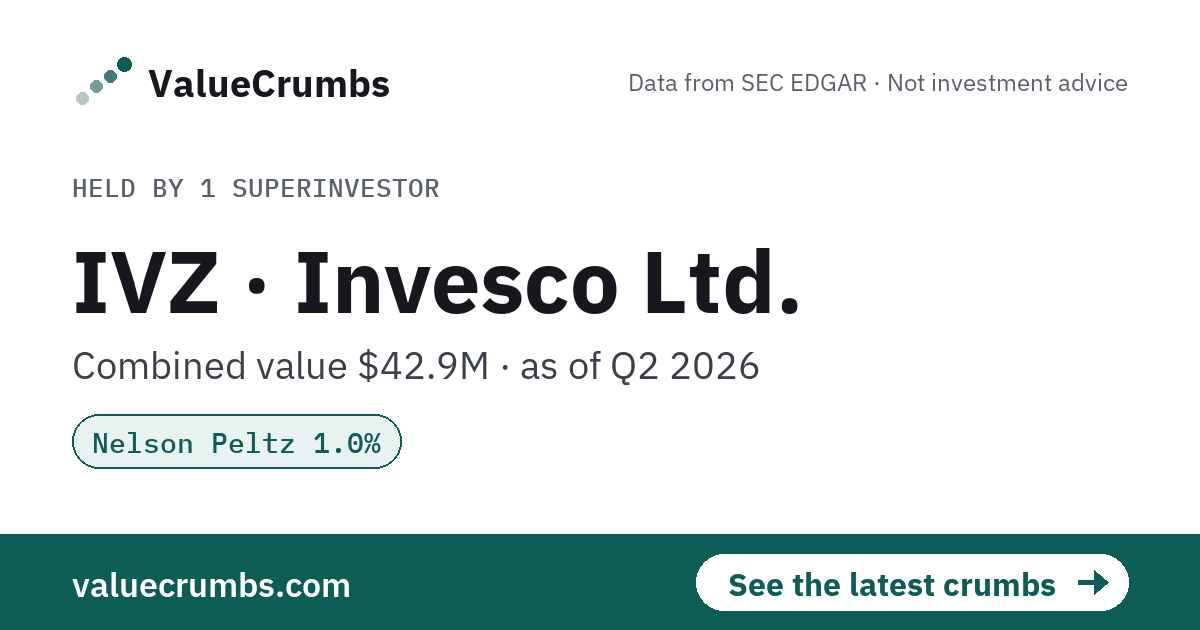 ValueCrumbs
Data from SEC EDGAR · Not investment advice
HELD BY 1 SUPERINVESTOR
IVZ · Invesco Ltd.
Combined value $42.9M · as of Q2 2026
Nelson Peltz 1.0%
valuecrumbs.com
See the latest crumbs